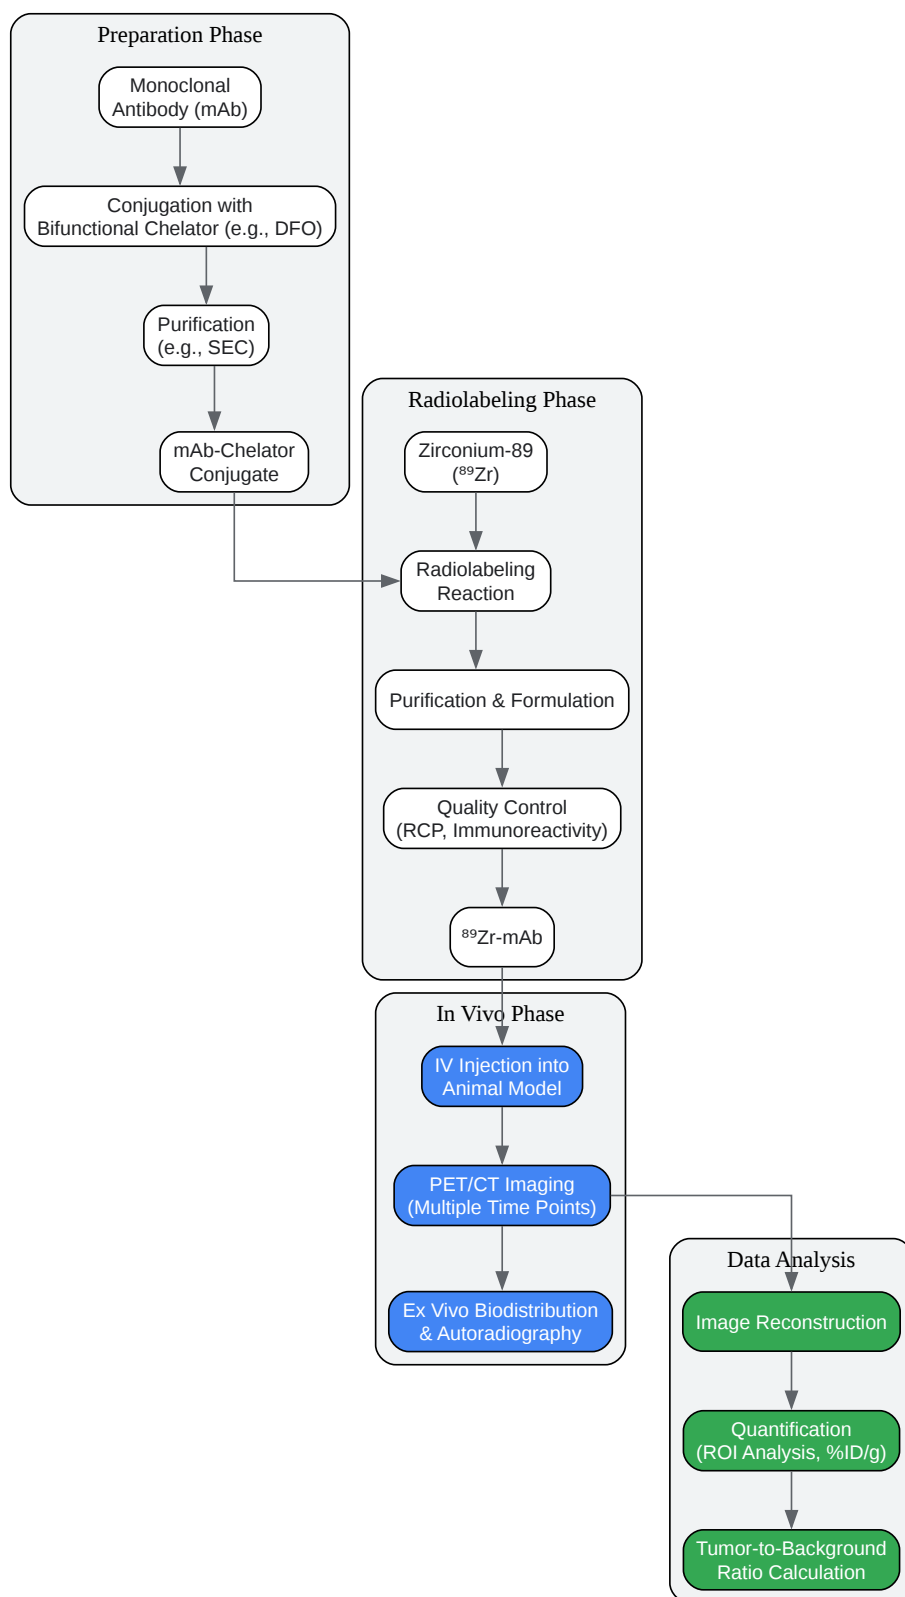 Preparation Phase
Monoclonal
Antibody (mAb)
Conjugation with
Bifunctional Chelator (e.g., DFO)
Purification
(e.g., SEC)
mAb-Chelator
Conjugate
Radiolabeling Phase
Zirconium-89
(⁸⁹Zr)
Radiolabeling
Reaction
Purification & Formulation
Quality Control
(RCP, Immunoreactivity)
⁸⁹Zr-mAb
In Vivo Phase
IV Injection into
Animal Model
PET/CT Imaging
(Multiple Time Points)
Ex Vivo Biodistribution
& Autoradiography
Data Analysis
Image Reconstruction
Quantification
(ROI Analysis, %ID/g)
Tumor-to-Background
Ratio Calculation